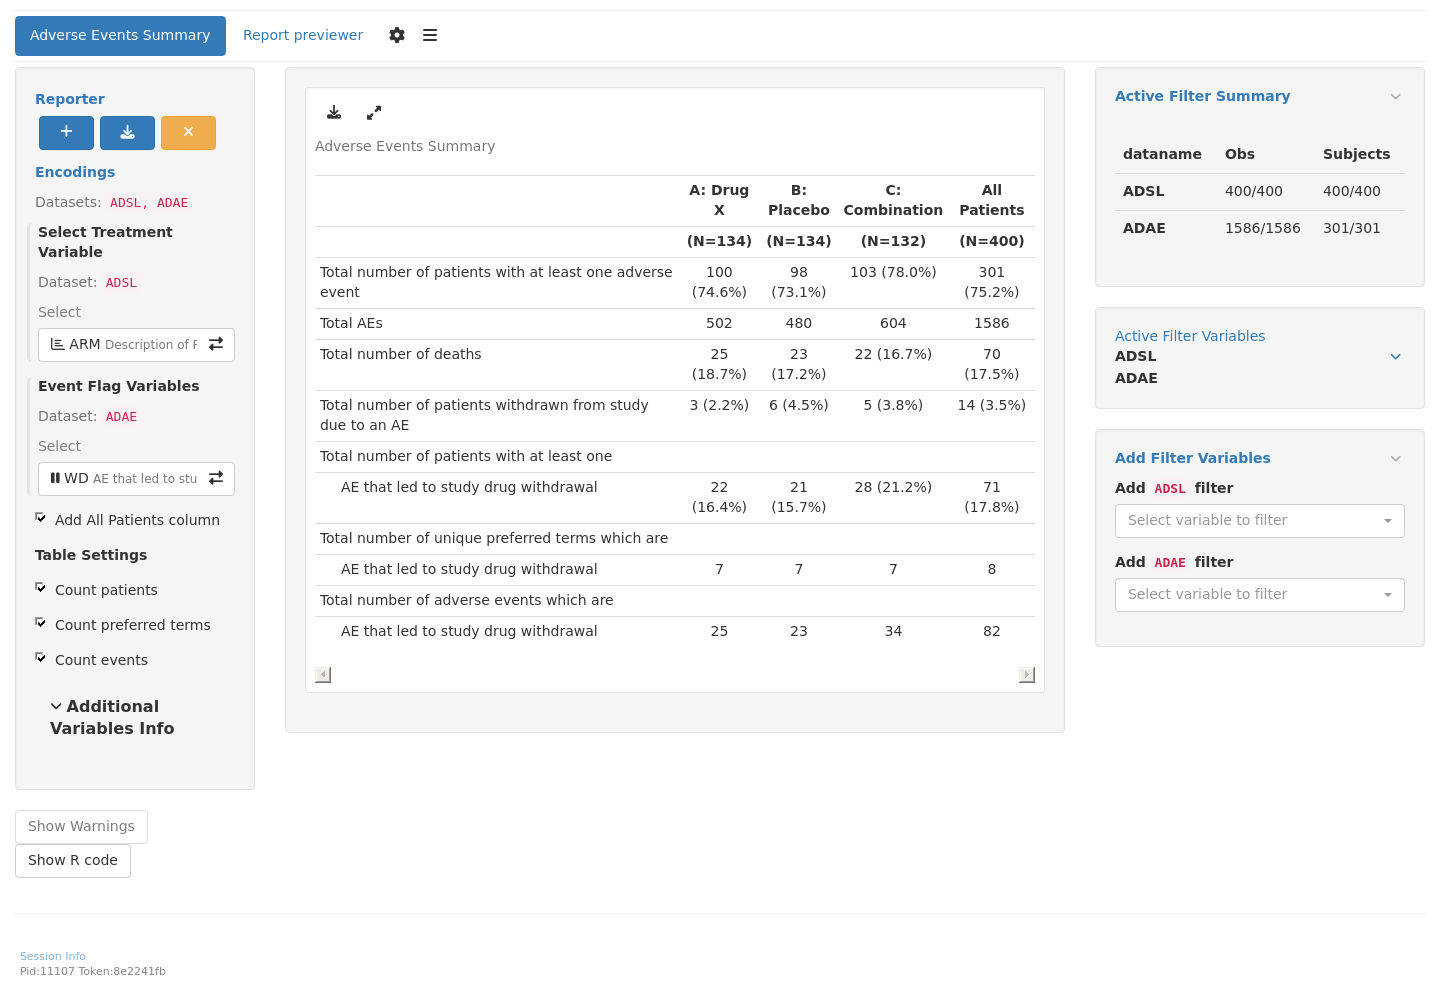 Adverse Events Summary
Report previewer
Reporter
Encodings
Datasets: ADSL, ADAE
Select Treatment
Variable
Dataset: ADSL
Select
ARM Description of
Event Flag Variables
Dataset: ADAE
Select
WD AE that led to stu
Add All Patients column
Table Settings
Count patients
Count preferred terms
Count events
Additional
Variables Info
Show Warnings
Show R code
Adverse Events Summary
A: Drug B: C: All
X Placebo Combination Patients
(N=134) (N=134) (N=132) (N=400)
Total number of patients with at least one adverse 100 98 103 (78.0%) 301
event (74.6%) (73.1%) (75.2%)
Total AEs 502 480 604 1586
Total number of deaths 25 23 22 (16.7%) 70
(18.7%) (17.2%) (17.5%)
Total number of patients withdrawn from study 3 (2.2%) 6 (4.5%) 5 (3.8%) 14 (3.5%)
due to an AE
Total number of patients with at least one
AE that led to study drug withdrawal 22 21 28 (21.2%) 71
(16.4%) (15.7%) (17.8%)
Total number of unique preferred terms which are
AE that led to study drug withdrawal 7 7 7 8
Total number of adverse events which are
AE that led to study drug withdrawal 25 23 34 82
Active Filter Summary
dataname Obs Subjects
ADSL 400/400 400/400
ADAE 1586/1586 301/301
Active Filter Variables
ADSL
ADAE
Add Filter Variables
Add ADSL filter
Select variable to filter
Add ADAE filter
Select variable to filter
Session Info
Pid:11107 Token:8e2241fb